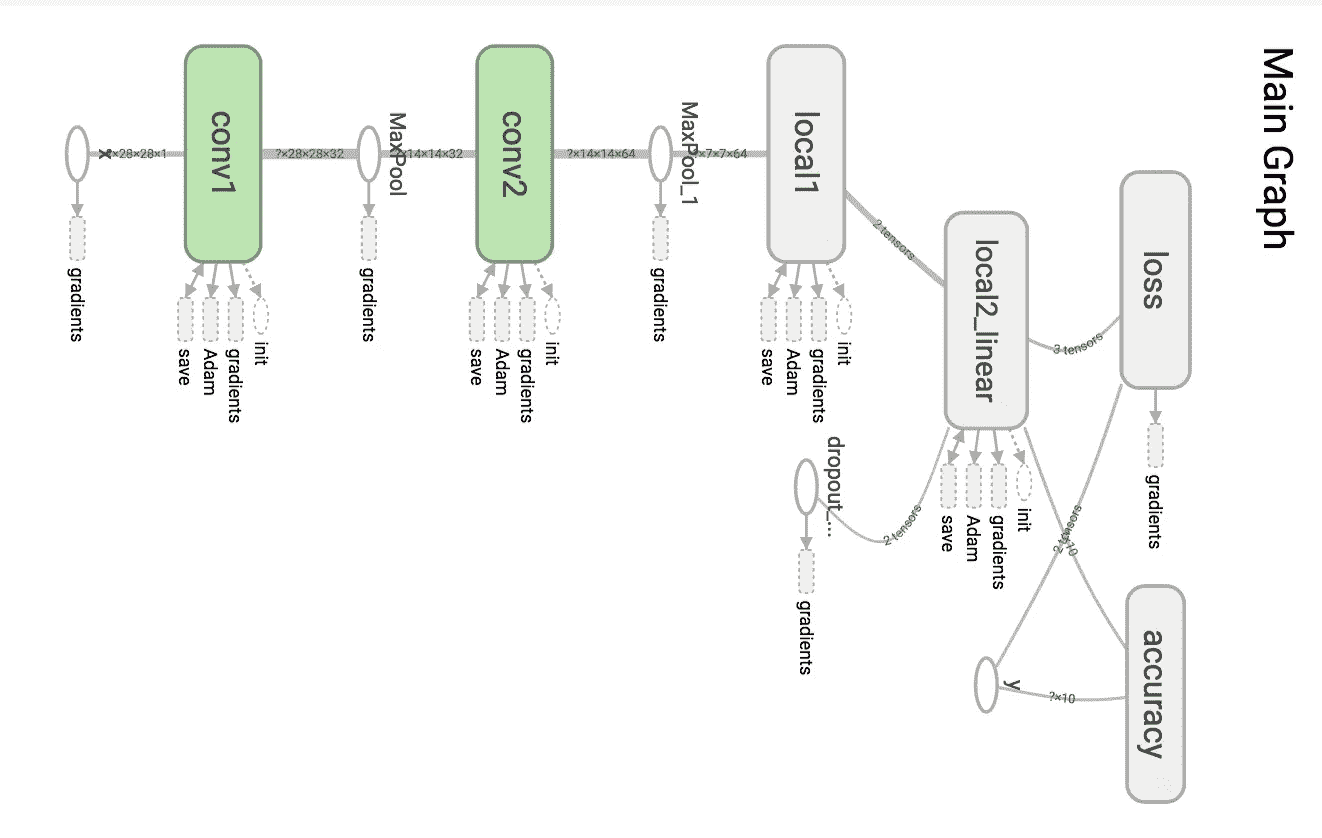 Main Graph
loss
gradients
accuracy
3 tensors
2 tensors
?×10
?×10
y
local2_linear
init
gradients
Adam
save
2 tensors
2 tensors
dropout_...
gradients
local1
init
gradients
Adam
save
?×7×7×64
MaxPool_1
gradients
?×14×14×64
conv2
init
gradients
Adam
save
?×14×14×32
MaxPool
gradients
?×28×28×32
conv1
init
gradients
Adam
save
?×28×28×1
x
gradients